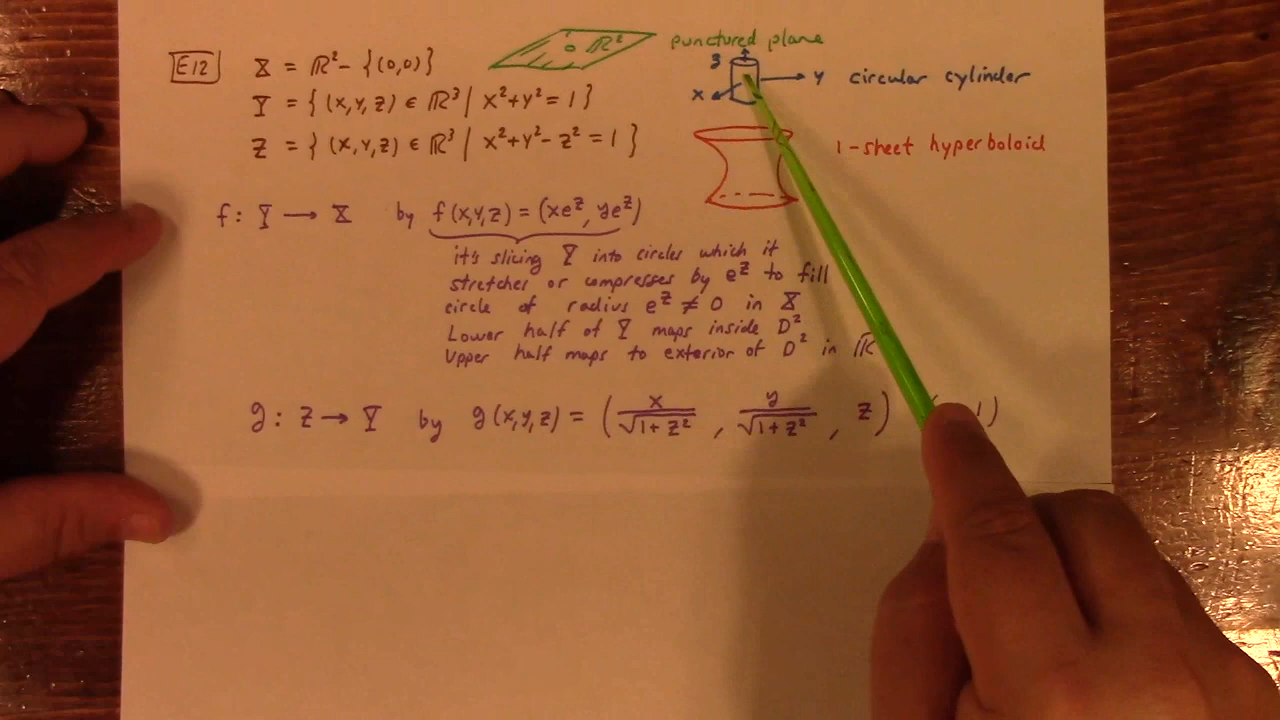 E12 X = ℝ² - {(0,0)} ℝ² punctured plane
Y = {(x,y,z) ∈ ℝ³ | x²+y² = 1} 3 x y circular cylinder
Z = {(x,y,z) ∈ ℝ³ | x²+y²-z² = 1} 1-sheet hyperboloid
f: Y → X by f(x,y,z) = (xe^z, ye^z)
it's slicing Y into circles which it
stretches or compresses by e^z to fill
circle of radius e^z ≠ 0 in X
Lower half of Y maps inside D²
Upper half maps to exterior of D² in
g: Z → Y by g(x,y,z) = (x/√(1+z²), y/√(1+z²), z) ( 1)